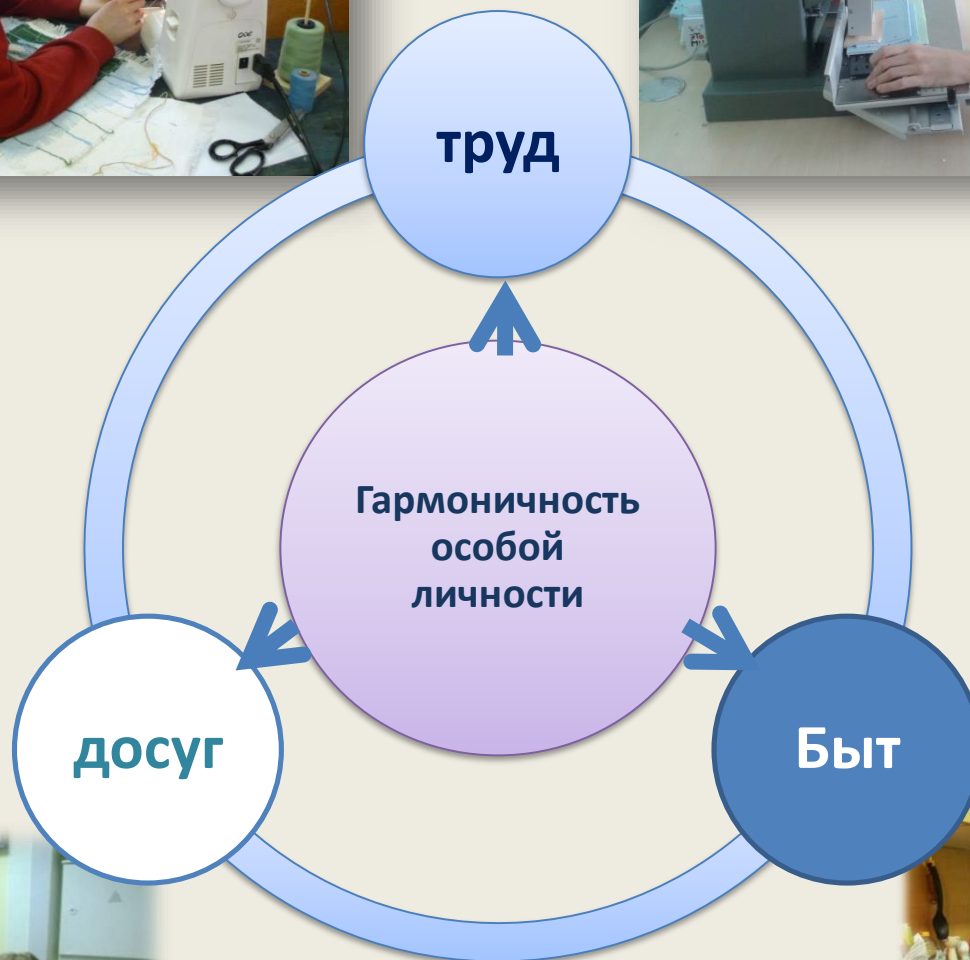 труд
Гармоничность
особой
личности
досуг
Быт